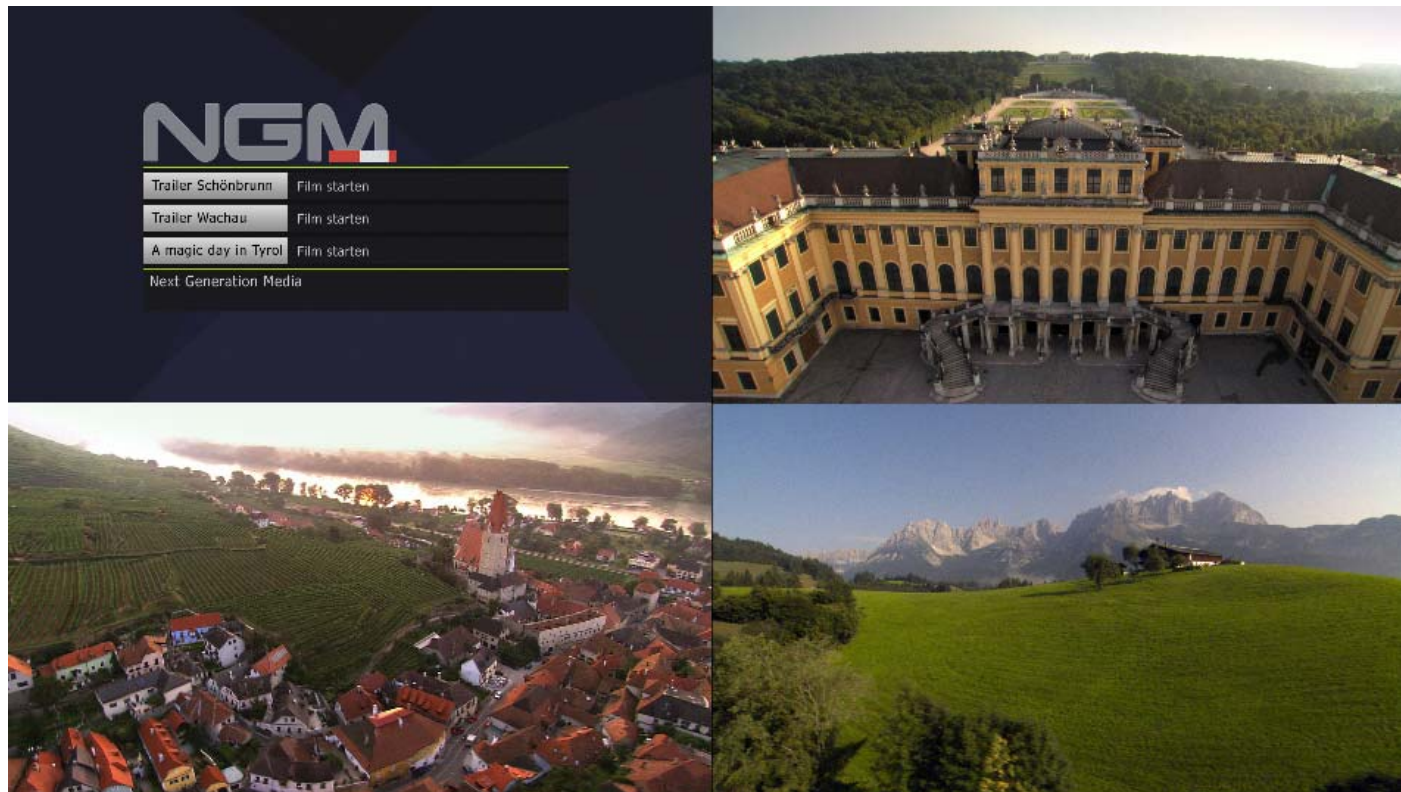 NGM
Trailer Schönbrunn Film starten
Trailer Wachau Film starten
A magic day in Tyrol Film starten
Next Generation Media